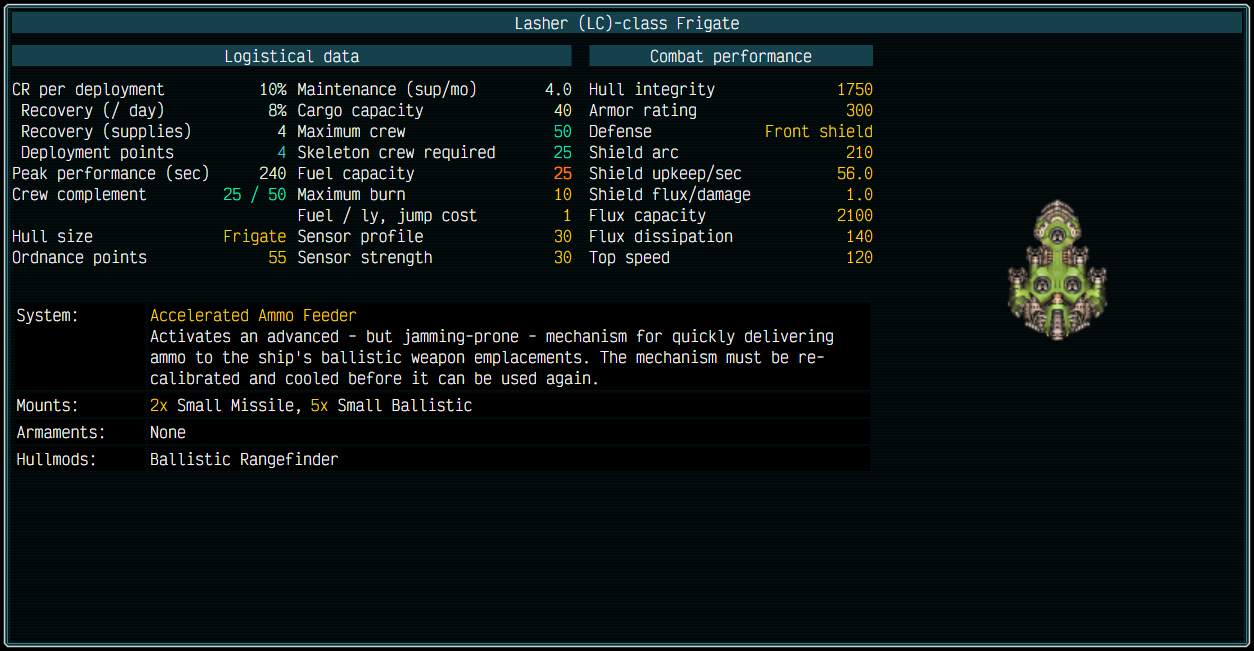 Lasher (LC)-class Frigate
Logistical data
Combat performance
CR per deployment 10% Maintenance (sup/mo) 4.0 Hull integrity 1750
Recovery (/ day) 8% Cargo capacity 40 Armor rating 300
Recovery (supplies) 4 Maximum crew 50 Defense Front shield
Deployment points 4 Skeleton crew required 25 Shield arc 210
Peak performance (sec) 240 Fuel capacity 25 Shield upkeep/sec 56.0
Crew complement 25 / 50 Maximum burn 10 Shield flux/damage 1.0
Fuel / ly, jump cost 1 Flux capacity 2100
Hull size Frigate Sensor profile 30 Flux dissipation 140
Ordnance points 55 Sensor strength 30 Top speed 120
System: Accelerated Ammo Feeder
Activates an advanced - but jamming-prone - mechanism for quickly delivering
ammo to the ship's ballistic weapon emplacements. The mechanism must be re-
calibrated and cooled before it can be used again.
Mounts: 2x Small Missile, 5x Small Ballistic
Armaments: None
Hullmods: Ballistic Rangefinder